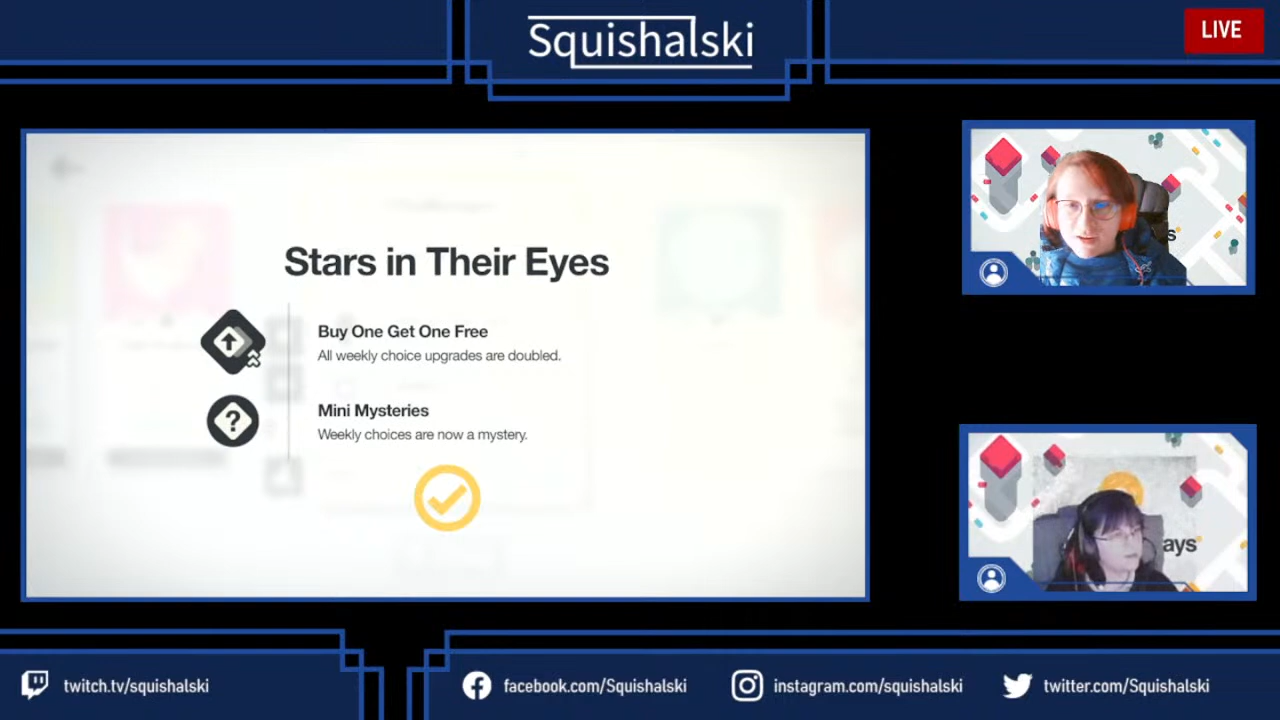 Squishalski
LIVE
Stars in Their Eyes
Buy One Get One Free
All weekly choice upgrades are doubled.
?
Mini Mysteries
Weekly choices are now a mystery.
s
ays
twitch.tv/squishalski
facebook.com/Squishalski
instagram.com/squishalski
twitter.com/Squishalski